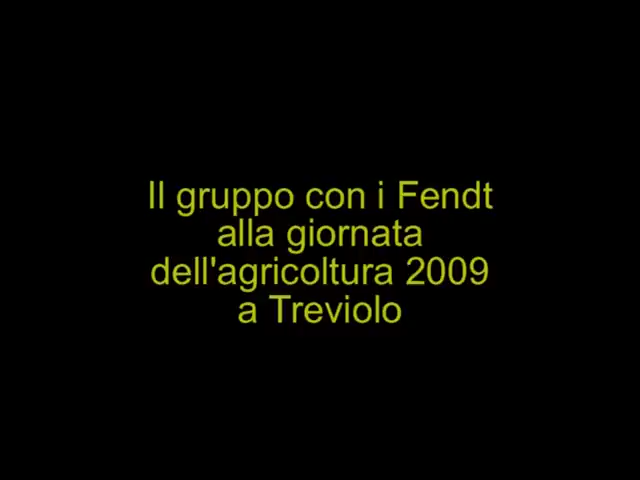 Il gruppo con i Fendt
alla giornata
dell'agricoltura 2009
a Treviolo